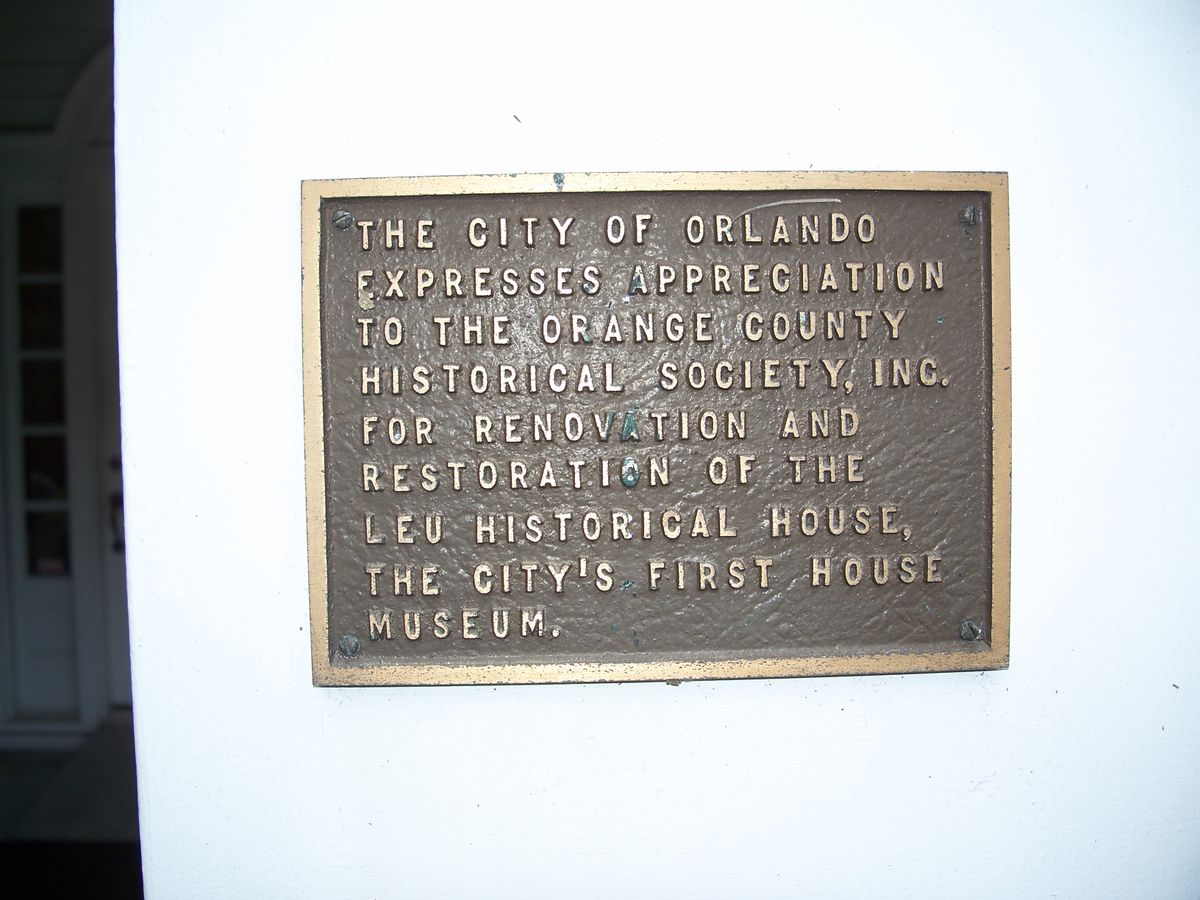 THE CITY OF ORLANDO
EXPRESSES APPRECIATION
TO THE ORANGE COUNTY
HISTORICAL SOCIETY, INC.
FOR RENOVATION AND
RESTORATION OF THE
LEU HISTORICAL HOUSE,
THE CITY'S FIRST HOUSE
MUSEUM.